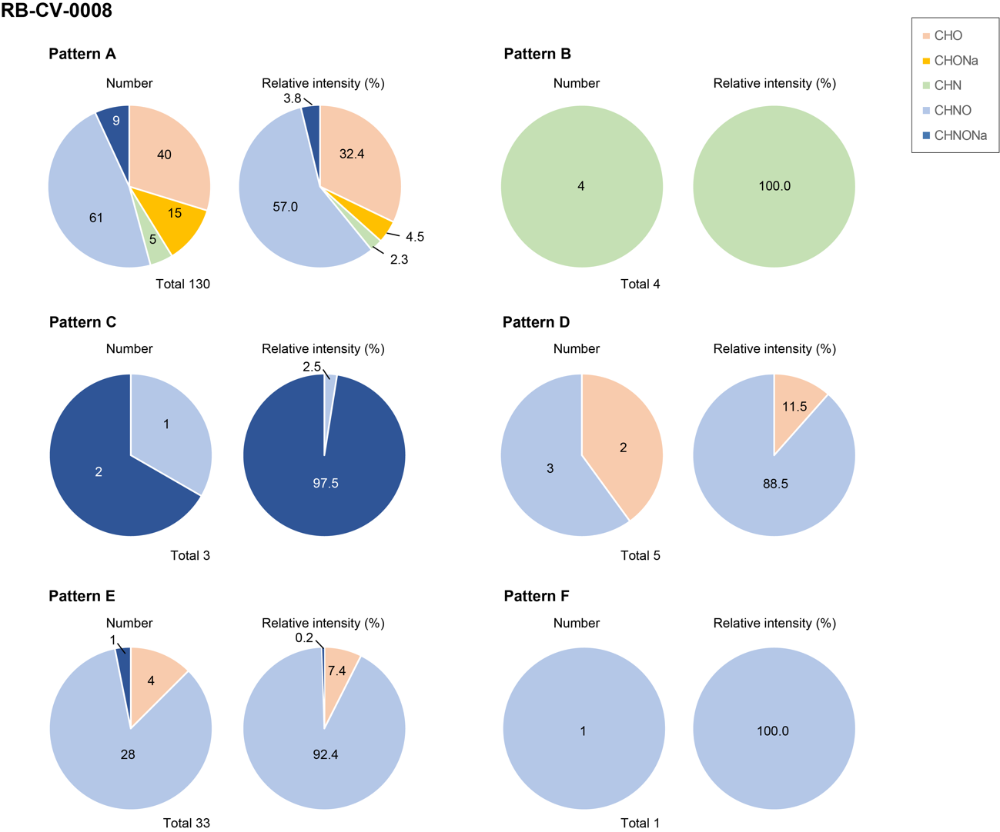 RB-CV-0008
CHO
CHONa
CHN
CHNO
CHNONa
Pattern A
Number
Relative intensity (%)
9
40
15
5
61
Total 130
3.8
32.4
4.5
2.3
57.0
Pattern B
Number
Relative intensity (%)
4
100.0
Total 4
Pattern C
Number
Relative intensity (%)
1
2
Total 3
2.5
97.5
Pattern D
Number
Relative intensity (%)
2
3
Total 5
11.5
88.5
Pattern E
Number
Relative intensity (%)
1
4
28
Total 33
0.2
7.4
92.4
Pattern F
Number
Relative intensity (%)
1
100.0
Total 1